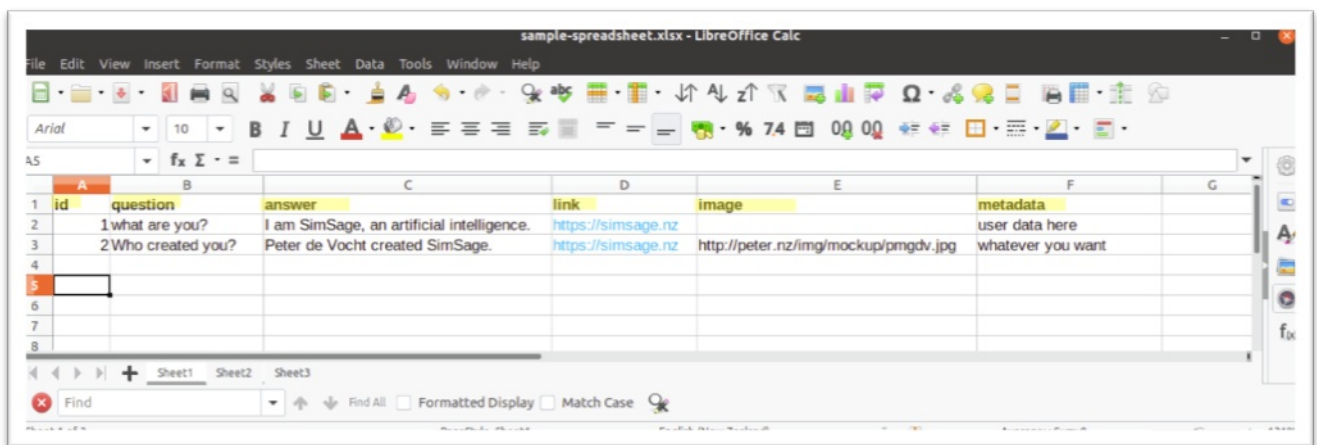 sample-spreadsheet.xlsx - LibreOffice Calc
File Edit View Insert Format Styles Sheet Data Tools Window Help
Arial 10
A5
A B C D E F G
1 id question answer link image metadata
2 1 what are you? I am SimSage, an artificial intelligence. https://simsage.nz user data here
3 2 Who created you? Peter de Vocht created SimSage. https://simsage.nz http://peter.nz/img/mockup/pmgdv.jpg whatever you want
4
5
6
7
8
Sheet1 Sheet2 Sheet3
Find Find All Formatted Display Match Case